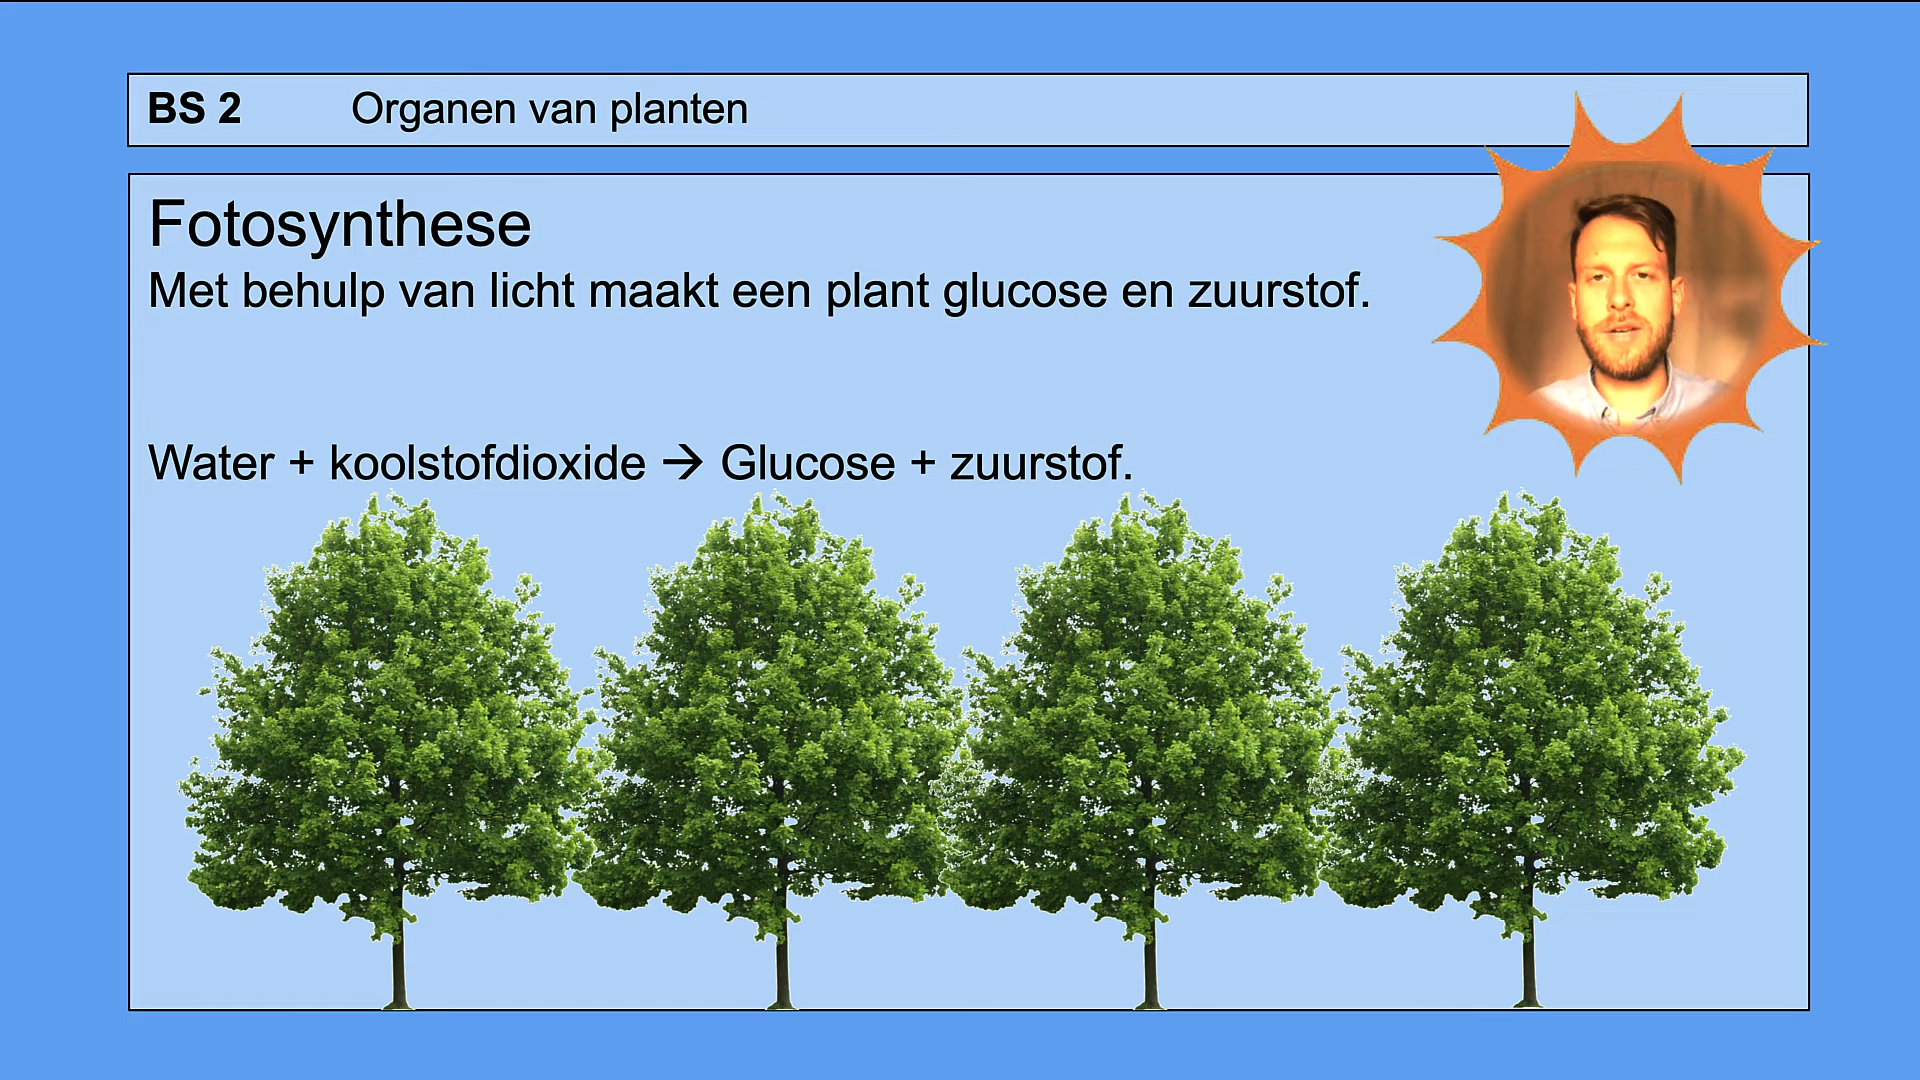 BS 2 Organen van planten
Fotosynthese
Met behulp van licht maakt een plant glucose en zuurstof.
Water + koolstofdioxide → Glucose + zuurstof.